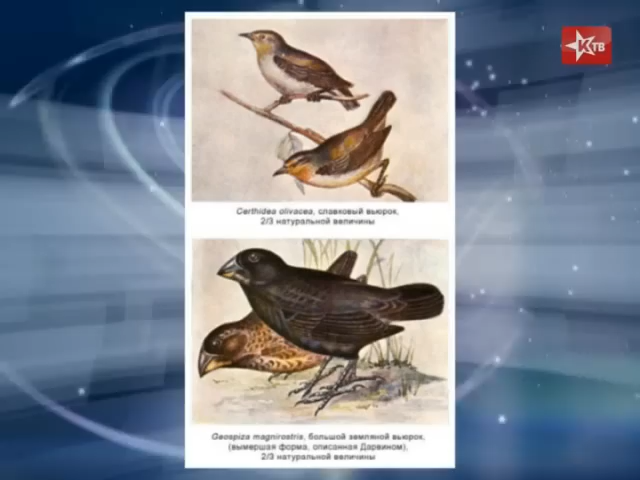 КТВ
Certhidea olivacea, славковый вьюрок,
2/3 натуральной величины
Geospiza magnirostris, большой земляной вьюрок,
(вымершая форма, описанная Дарвином),
2/3 натуральной величины